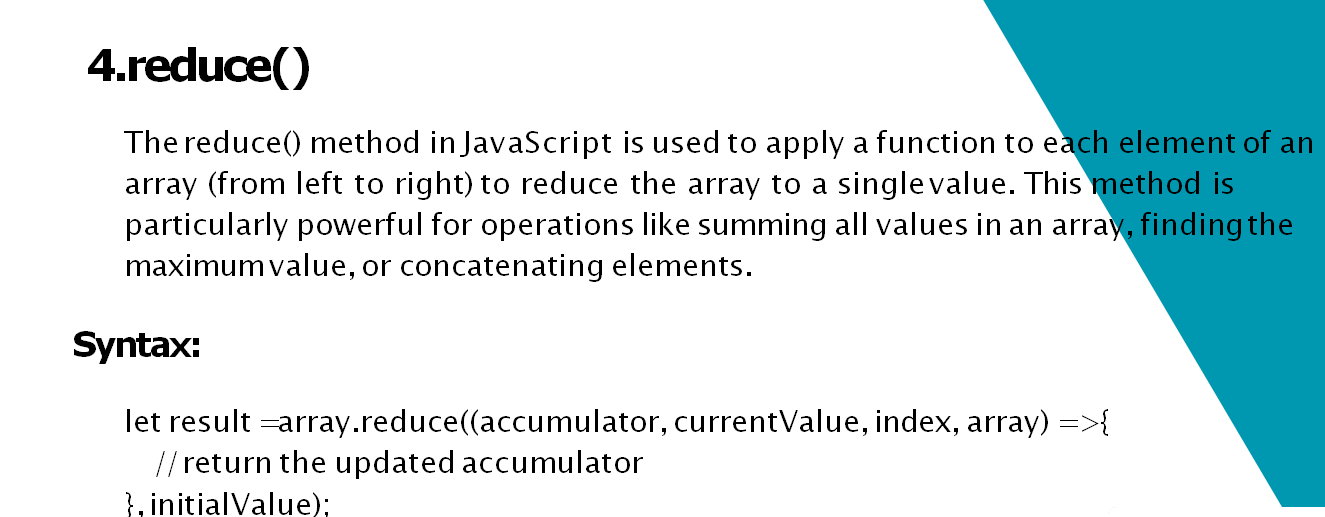 4.reduce()
The reduce() method in JavaScript is used to apply a function to each element of an
array (from left to right) to reduce the array to a single value. This method is
particularly powerful for operations like summing all values in an array, finding the
maximum value, or concatenating elements.
Syntax:
let result =array.reduce((accumulator, currentValue, index, array) =>{
// return the updated accumulator
}, initialValue);